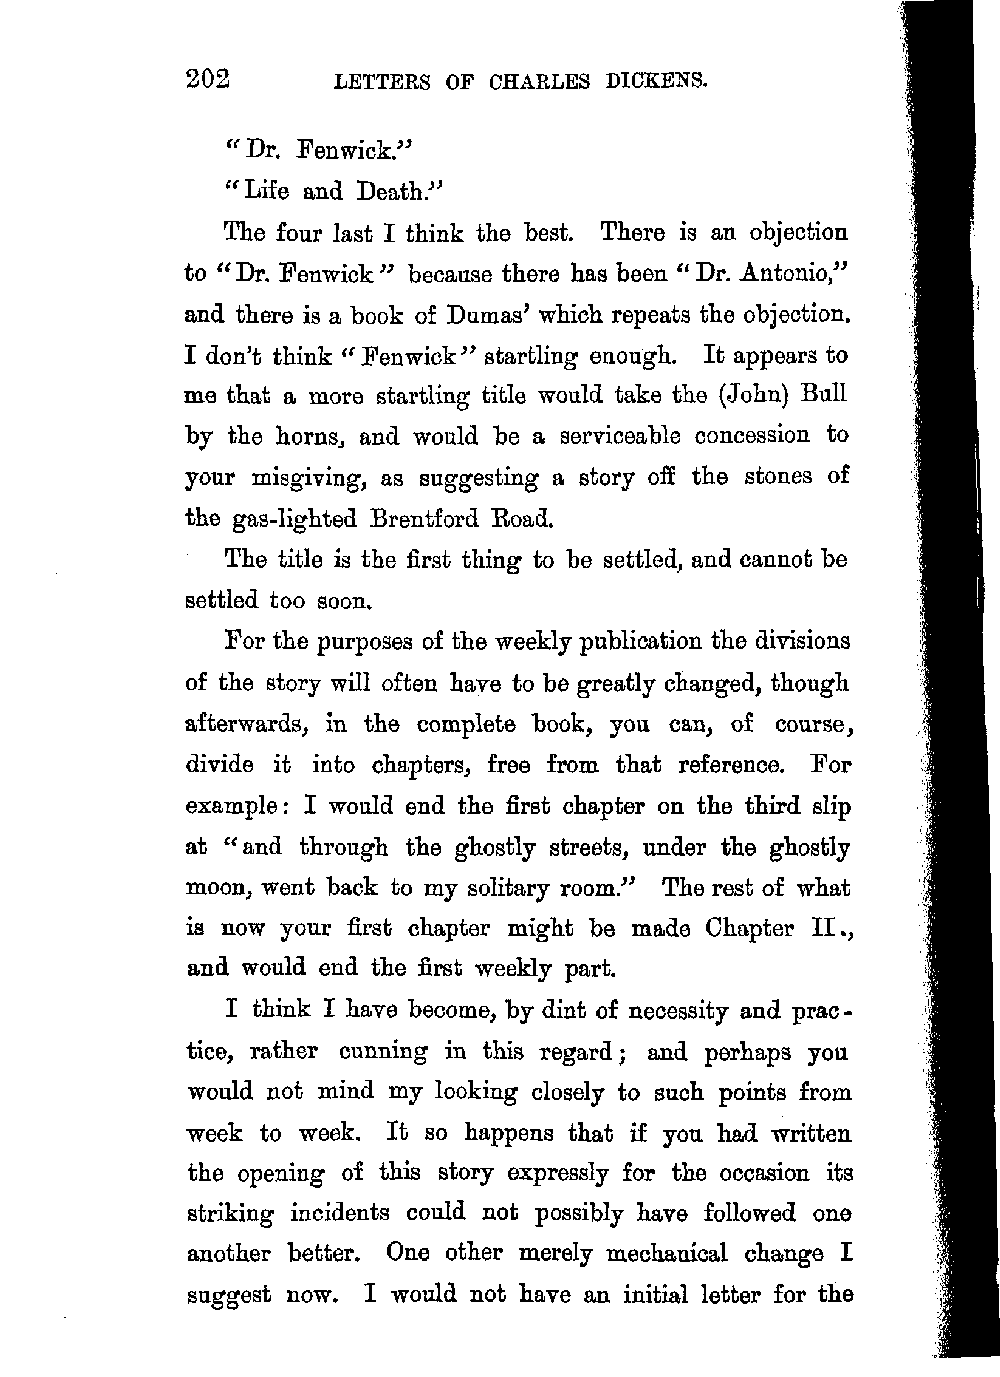 202 LETTERS OF CHARLES DICKENS.
“Dr. Fenwick.”
“Life and Death.”
The four last I think the best. There is an objection
to “Dr. Fenwick” because there has been “Dr. Antonio,”
and there is a book of Dumas’ which repeats the objection.
I don’t think “Fenwick” startling enough. It appears to
me that a more startling title would take the (John) Bull
by the horns, and would be a serviceable concession to
your misgiving, as suggesting a story off the stones of
the gas-lighted Brentford Road.
The title is the first thing to be settled, and cannot be
settled too soon.
For the purposes of the weekly publication the divisions
of the story will often have to be greatly changed, though
afterwards, in the complete book, you can, of course,
divide it into chapters, free from that reference. For
example: I would end the first chapter on the third slip
at “and through the ghostly streets, under the ghostly
moon, went back to my solitary room.” The rest of what
is now your first chapter might be made Chapter II.,
and would end the first weekly part.
I think I have become, by dint of necessity and prac-
tice, rather cunning in this regard; and perhaps you
would not mind my looking closely to such points from
week to week. It so happens that if you had written
the opening of this story expressly for the occasion its
striking incidents could not possibly have followed one
another better. One other merely mechanical change I
suggest now. I would not have an initial letter for the